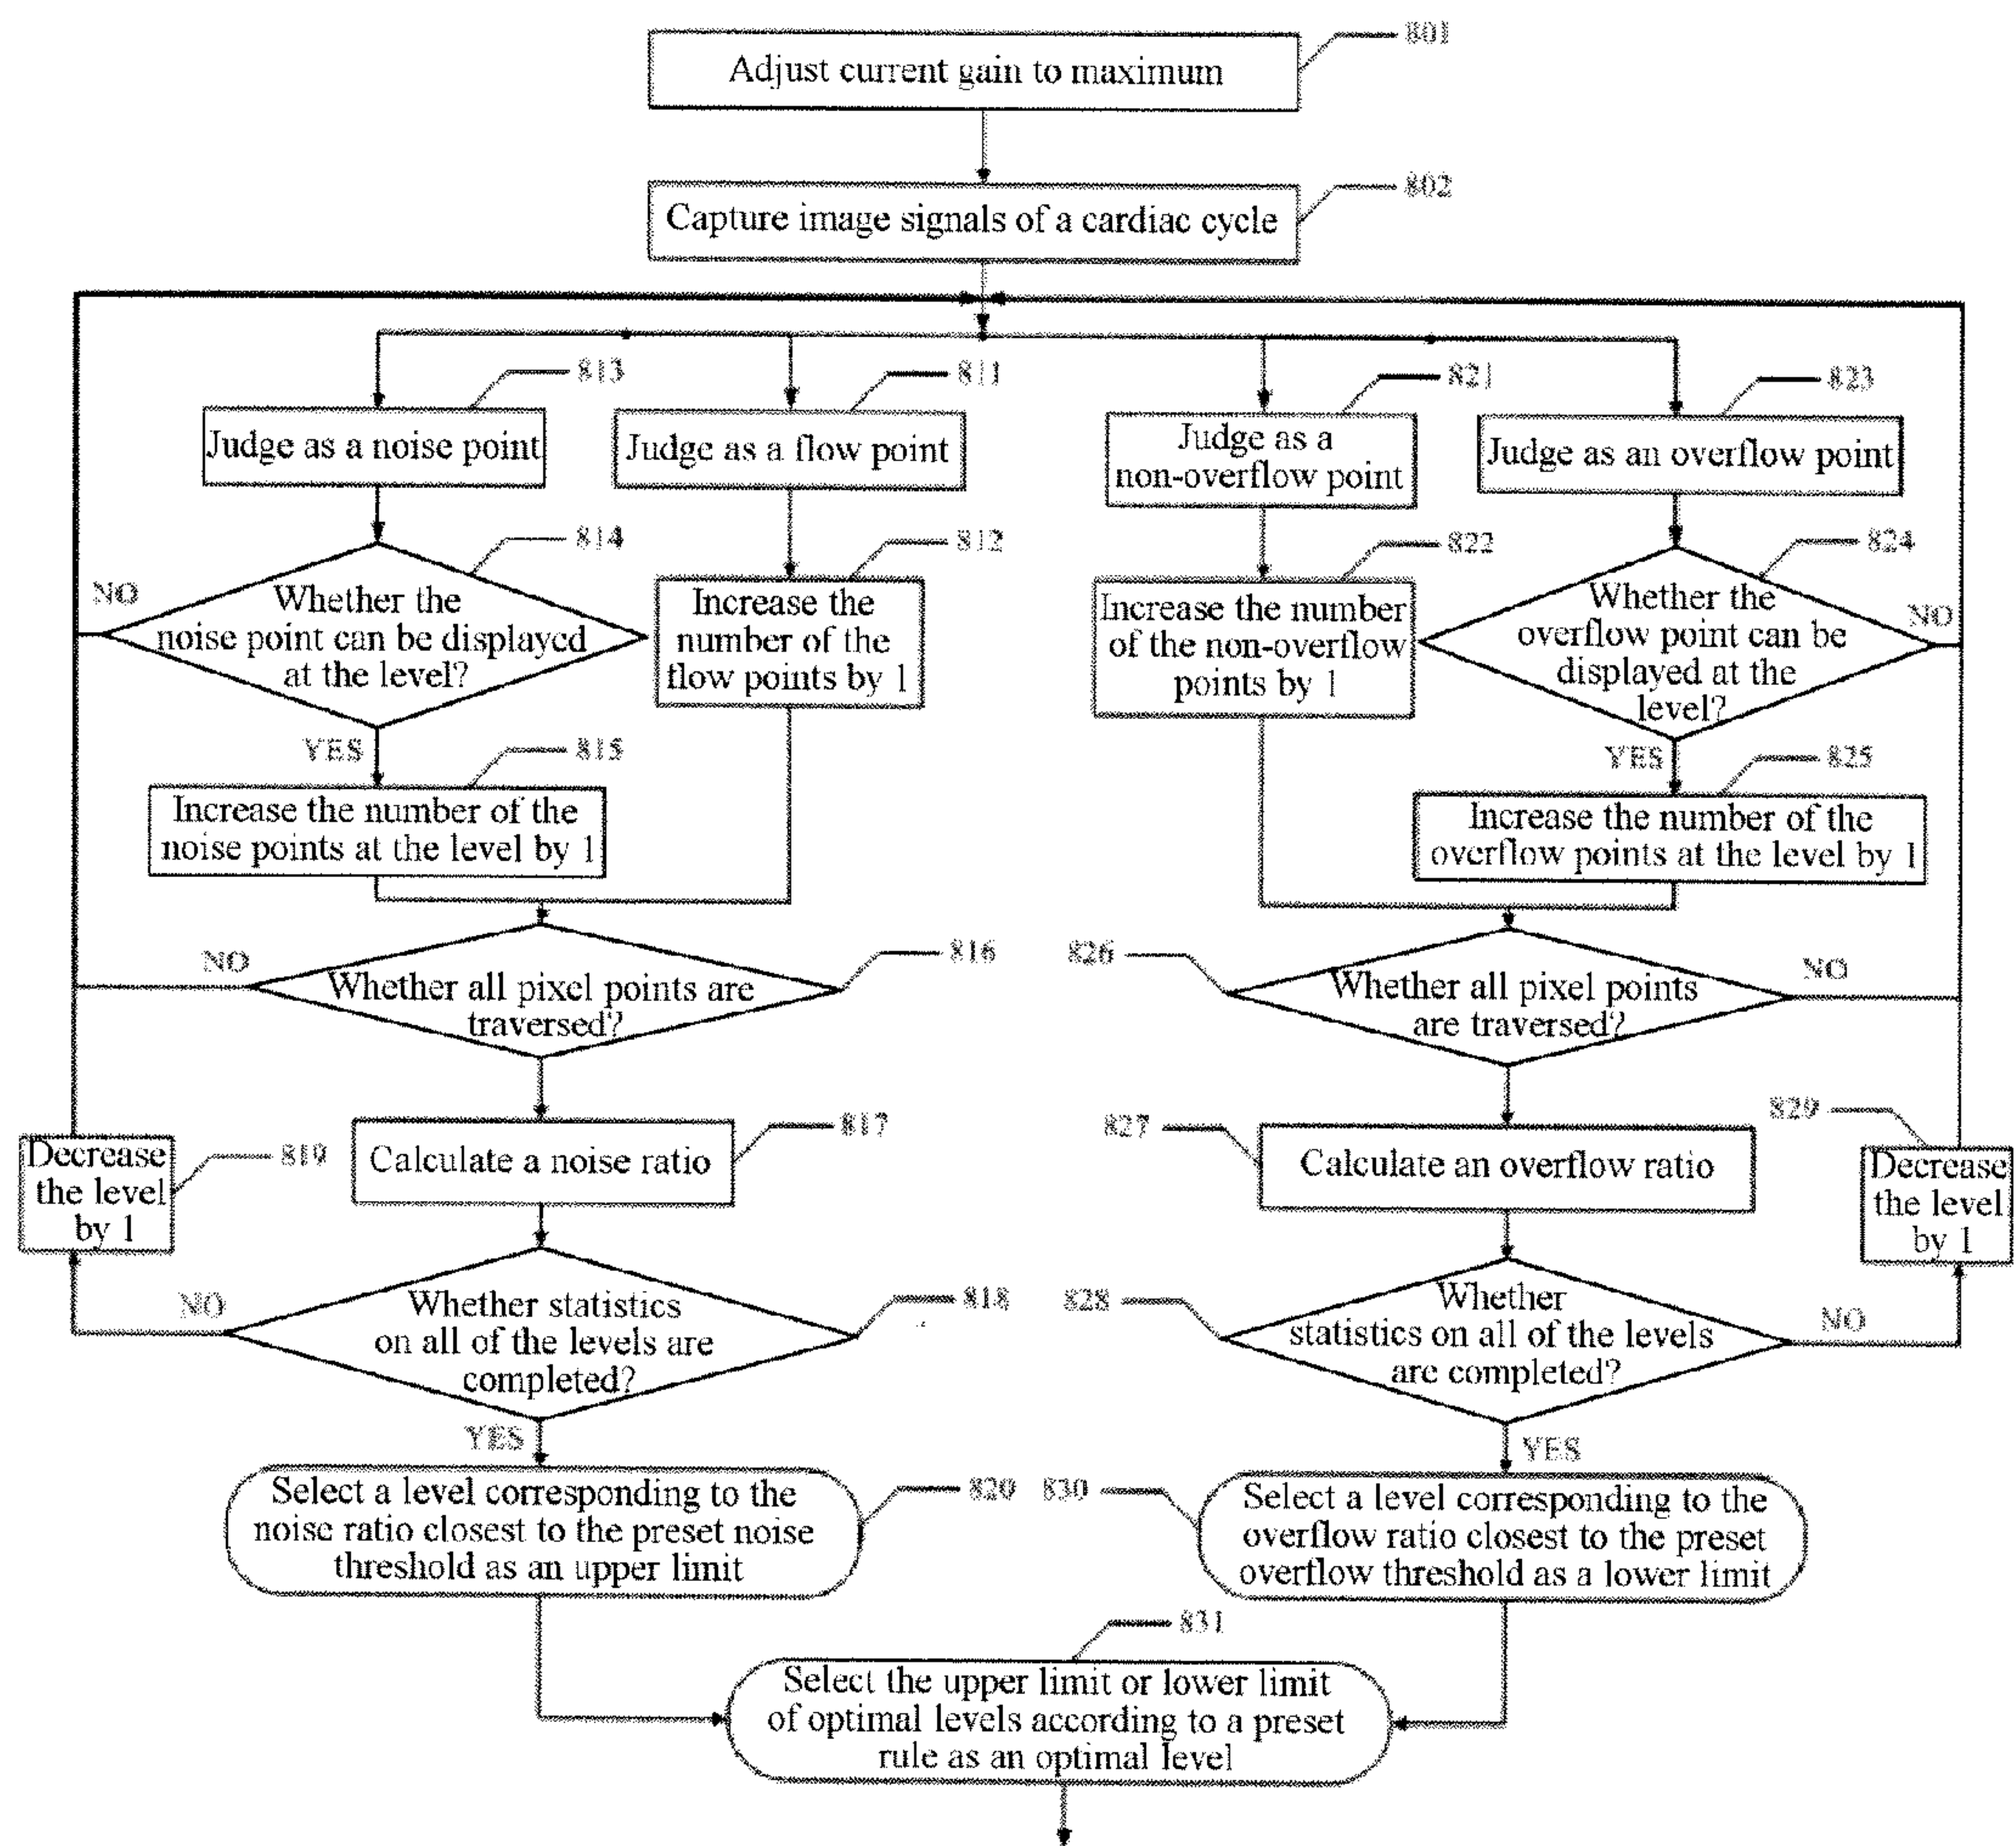 801
Adjust current gain to maximum
802
Capture image signals of a cardiac cycle
813
811
821
823
Judge as a noise point
Judge as a flow point
Judge as a
non-overflow point
Judge as an overflow point
814
812
822
824
NO
Whether the
noise point can be displayed
at the level?
Increase the
number of the
flow points by 1
Increase the number
of the non-overflow
points by 1
Whether the
overflow point can be
displayed at the
level?
NO
YES
815
YES
825
Increase the number of the
noise points at the level by 1
Increase the number of the
overflow points at the level by 1
NO
816
826
NO
Whether all pixel points are
traversed?
Whether all pixel points
are traversed?
819
817
827
829
Decrease
the level
by 1
Calculate a noise ratio
Calculate an overflow ratio
Decrease
the level
by 1
NO
818
828
NO
Whether statistics
on all of the levels are
completed?
Whether
statistics on all of the levels
are completed?
YES
YES
820
830
Select a level corresponding to the
noise ratio closest to the preset noise
threshold as an upper limit
Select a level corresponding to the
overflow ratio closest to the preset
overflow threshold as a lower limit
831
Select the upper limit or lower limit
of optimal levels according to a preset
rule as an optimal level